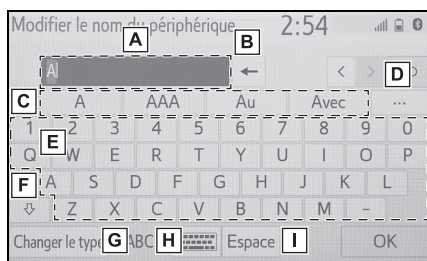 Modifier le nom du périphérique 2:54
A
B
A ← < > D
C A AAA Au Avec ...
1 2 3 4 5 6 7 8 9 0
E
Q W E R T Y U I O P
F A S D F G H J K L
Z X C V B N M -
Changer le type G ABC H Espace I OK